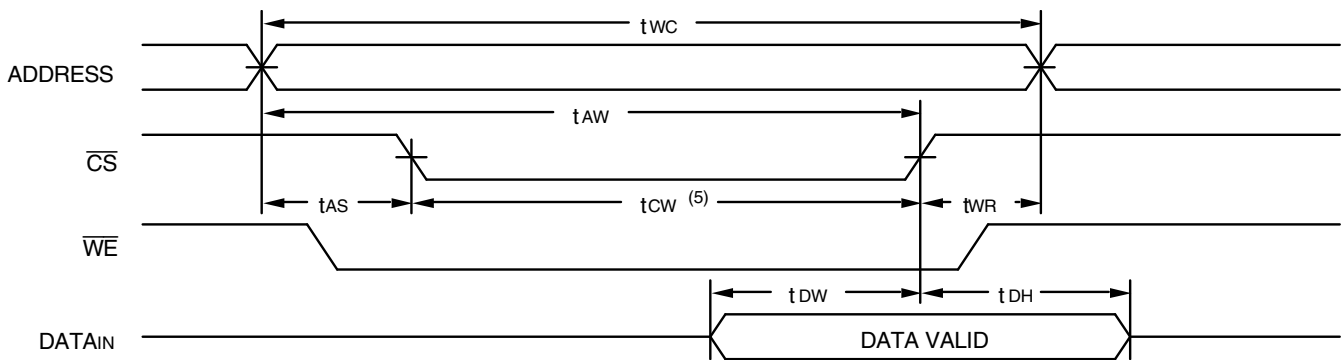 tWC
ADDRESS
tAW
CS
tAS
tCW (5)
tWR
WE
tDW
tDH
DATAIN
DATA VALID